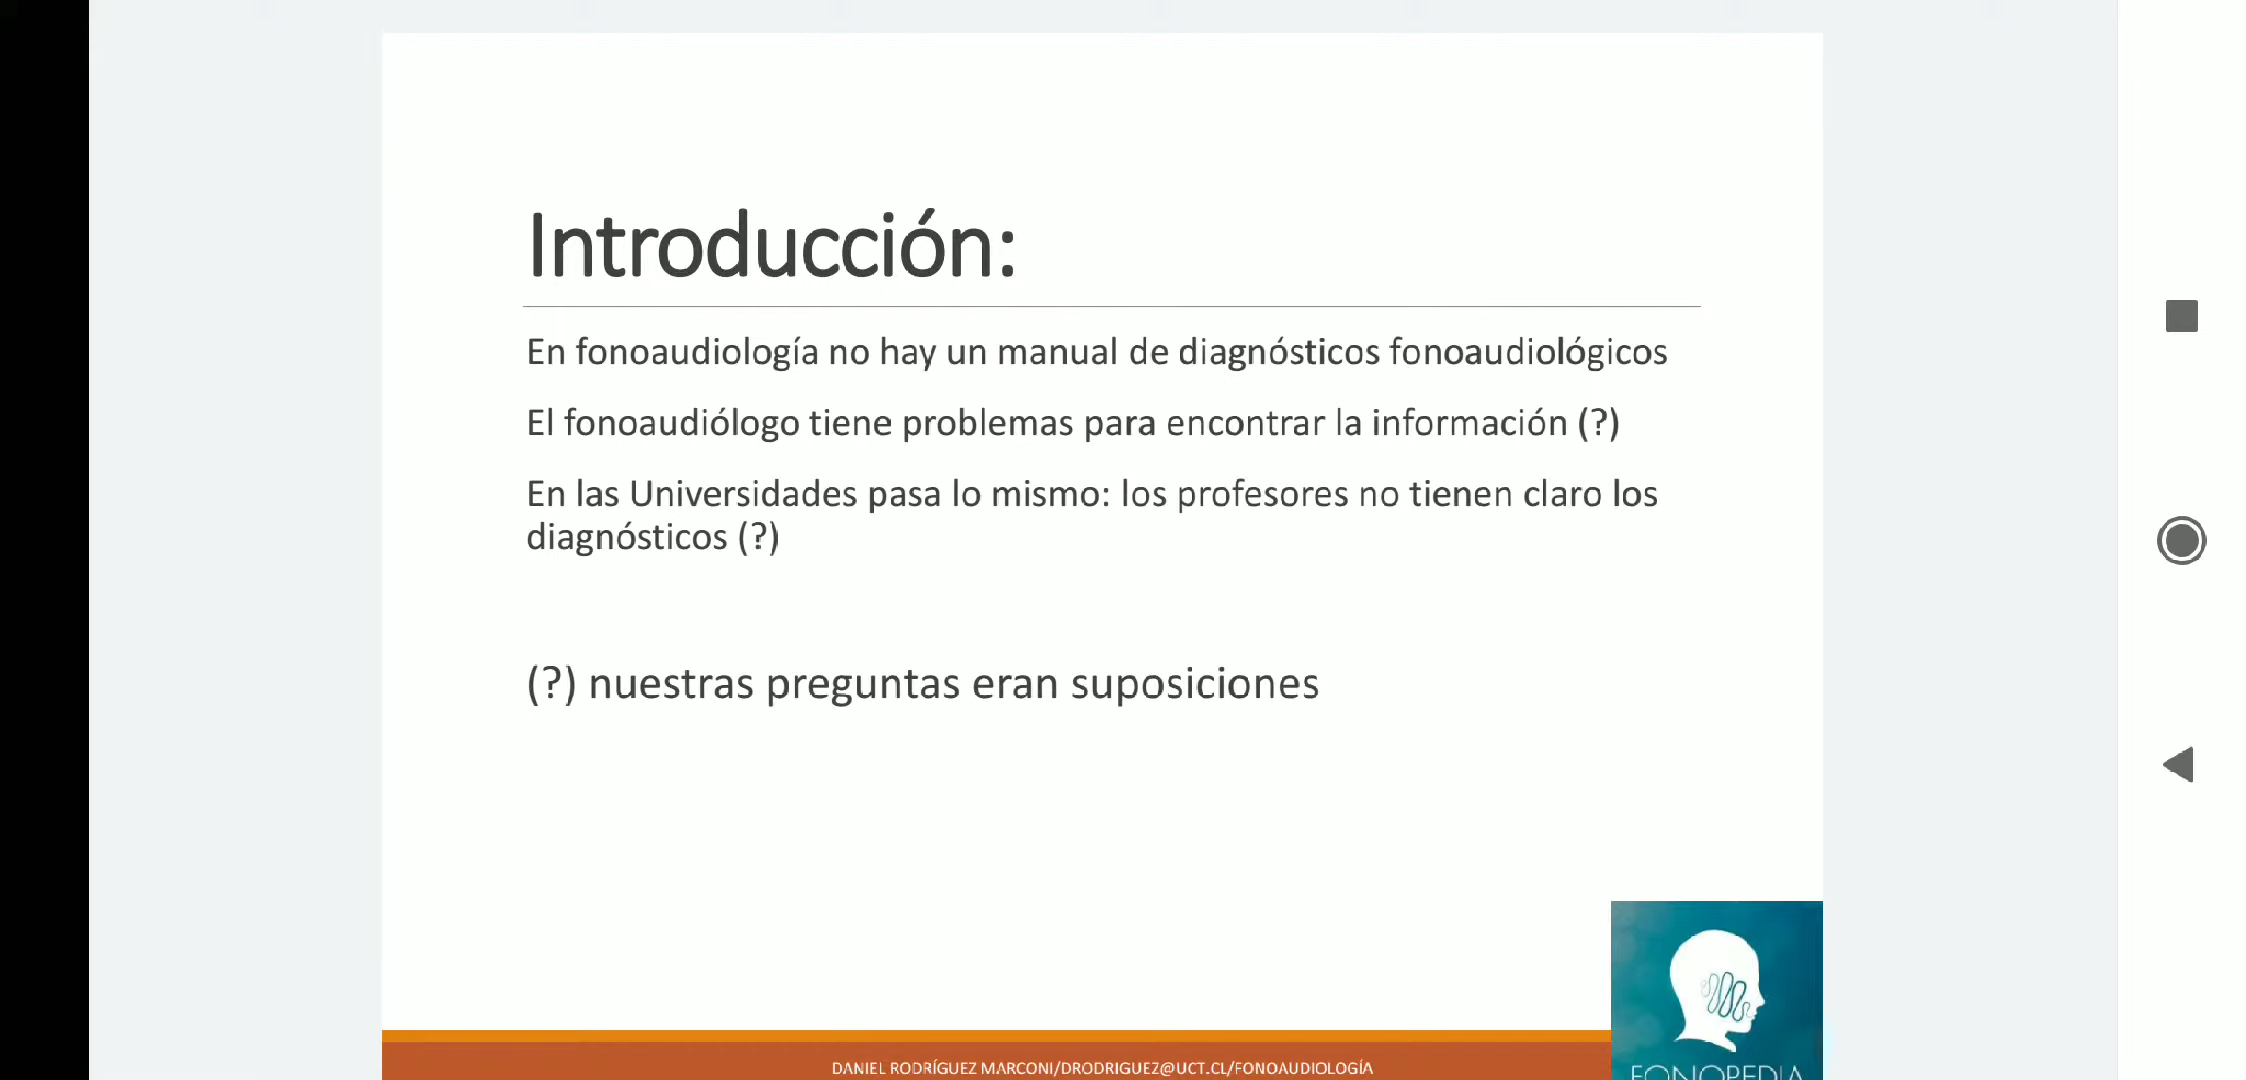 Introducción:
En fonoaudiología no hay un manual de diagnósticos fonoaudiológicos
El fonoaudiólogo tiene problemas para encontrar la información (?)
En las Universidades pasa lo mismo: los profesores no tienen claro los
diagnósticos (?)
(?) nuestras preguntas eran suposiciones
DANIEL RODRÍGUEZ MARCONI/DRODRIGUEZ@UCT.CL/FONOAUDIOLOGÍA
FONOPEDIA